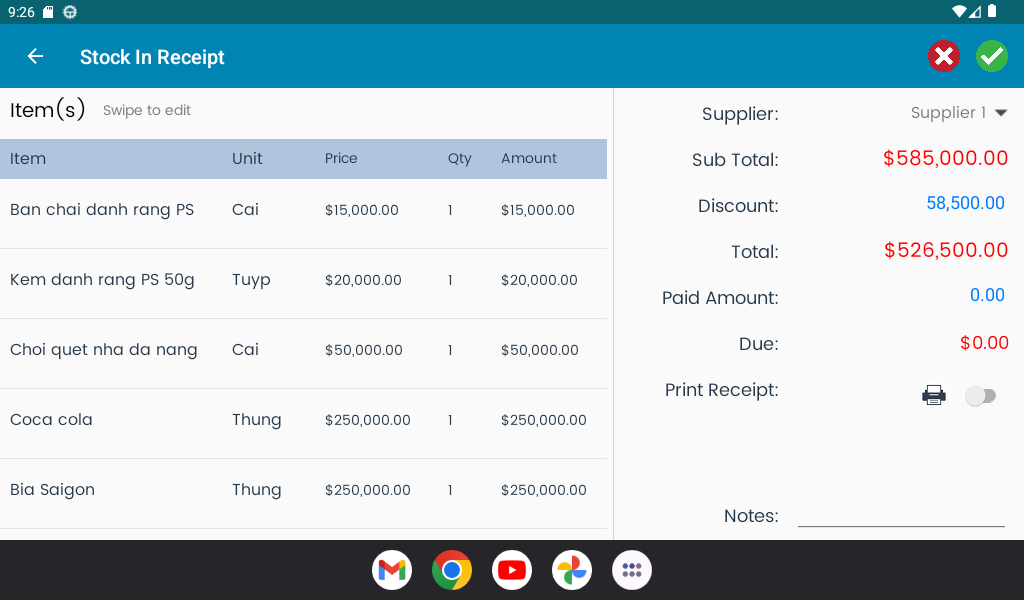 9:26
Stock In Receipt
Item(s) Swipe to edit
Item Unit Price Qty Amount
Ban chai danh rang PS Cai $15,000.00 1 $15,000.00
Kem danh rang PS 50g Tuyp $20,000.00 1 $20,000.00
Choi quet nha da nang Cai $50,000.00 1 $50,000.00
Coca cola Thung $250,000.00 1 $250,000.00
Bia Saigon Thung $250,000.00 1 $250,000.00
Supplier: Supplier 1
Sub Total: $585,000.00
Discount: 58,500.00
Total: $526,500.00
Paid Amount: 0.00
Due: $0.00
Print Receipt:
Notes: